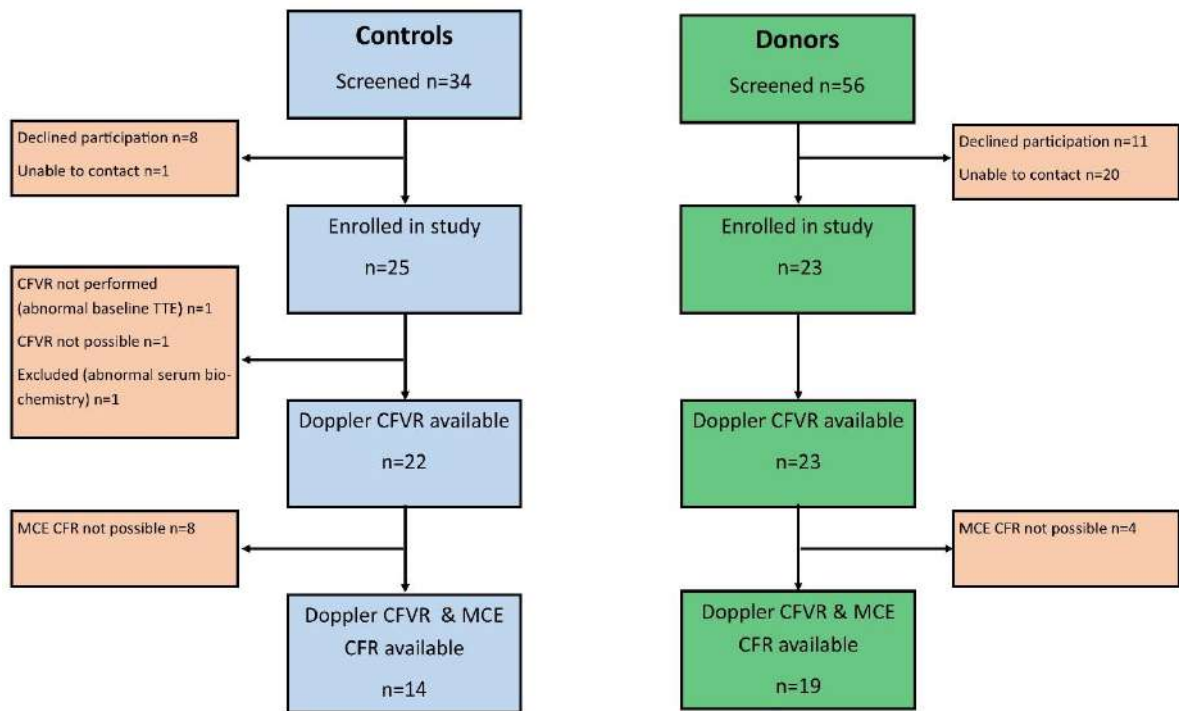 Controls
Screened n=34
Declined participation n=8
Unable to contact n=1
Enrolled in study
n=25
CFVR not performed
(abnormal baseline TTE) n=1
CFVR not possible n=1
Excluded (abnormal serum bio-
chemistry) n=1
Doppler CFVR available
n=22
MCE CFR not possible n=8
Doppler CFVR & MCE
CFR available
n=14
Donors
Screened n=56
Declined participation n=11
Unable to contact n=20
Enrolled in study
n=23
Doppler CFVR available
n=23
MCE CFR not possible n=4
Doppler CFVR & MCE
CFR available
n=19